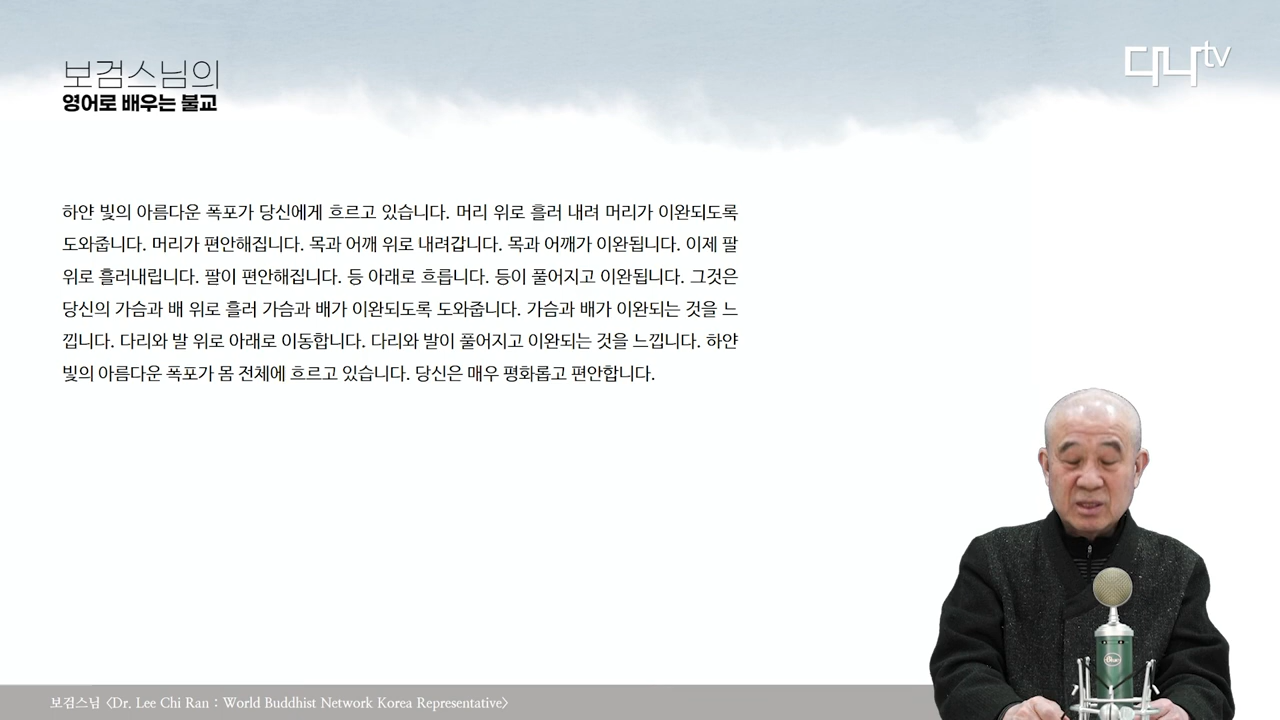 보검스님의
영어로 배우는 불교
디나tv
하얀 빛의 아름다운 폭포가 당신에게 흐르고 있습니다. 머리 위로 흘러 내려 머리가 이완되도록
도와줍니다. 머리가 편안해집니다. 목과 어깨 위로 내려갑니다. 목과 어깨가 이완됩니다. 이제 팔
위로 흘러내립니다. 팔이 편안해집니다. 등 아래로 흐릅니다. 등이 풀어지고 이완됩니다. 그것은
당신의 가슴과 배 위로 흘러 가슴과 배가 이완되도록 도와줍니다. 가슴과 배가 이완되는 것을 느
낍니다. 다리와 발 위로 아래로 이동합니다. 다리와 발이 풀어지고 이완되는 것을 느낍니다. 하얀
빛의 아름다운 폭포가 몸 전체에 흐르고 있습니다. 당신은 매우 평화롭고 편안합니다.
Blue
보검스님 <Dr. Lee Chi Ran : World Buddhist Network Korea Representative>